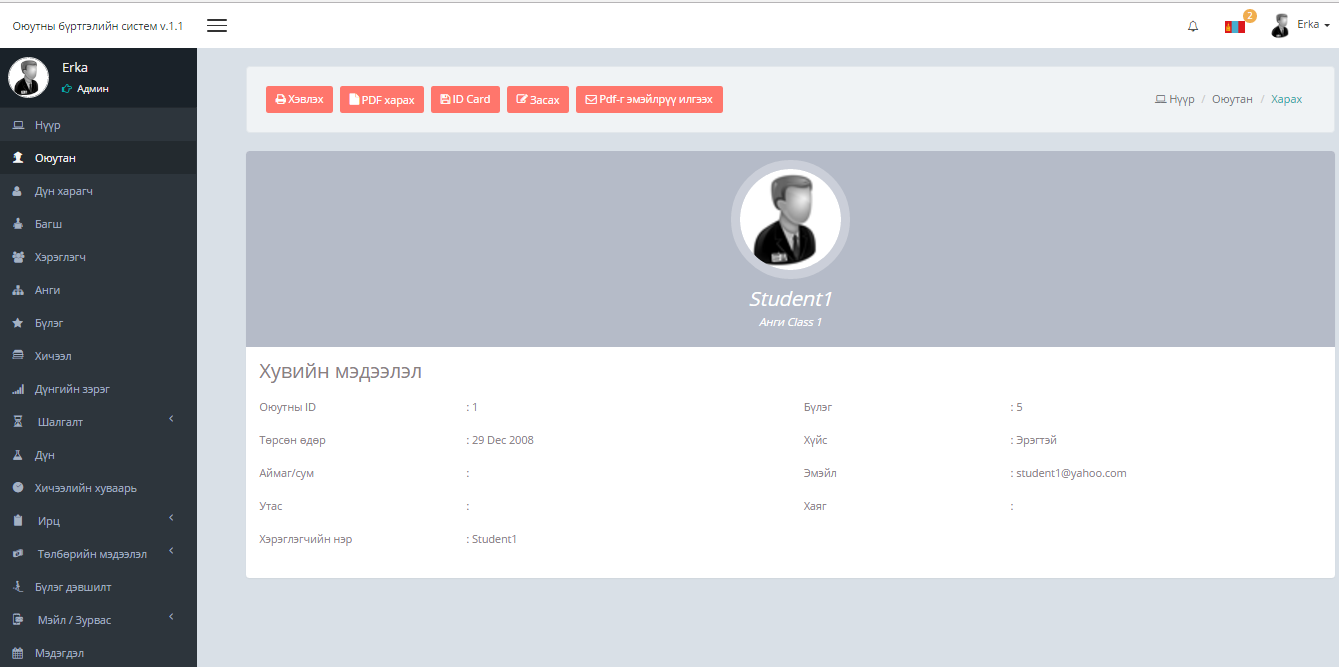 Оюутны бүртгэлийн систем v.1.1
2
Erka
Erka
Админ
Нүүр
Оюутан
Дүн харагч
Багш
Хэрэглэгч
Анги
Бүлэг
Хичээл
Дүнгийн зэрэг
Шалгалт
Дүн
Хичээлийн хуваарь
Ирц
Төлбөрийн мэдээлэл
Бүлэг дэвшилт
Мэйл / Зурвас
Мэдэгдэл
Хэвлэх PDF харах ID Card Засах Pdf-г эмэйлрүү илгээх
Нүүр / Оюутан / Харах
Student1
Анги Class 1
Хувийн мэдээлэл
Оюутны ID : 1 Бүлэг : 5
Төрсөн өдөр : 29 Dec 2008 Хүйс : Эрэгтэй
Аймаг/сум : Эмэйл : student1@yahoo.com
Утас : Хаяг :
Хэрэглэгчийн нэр : Student1